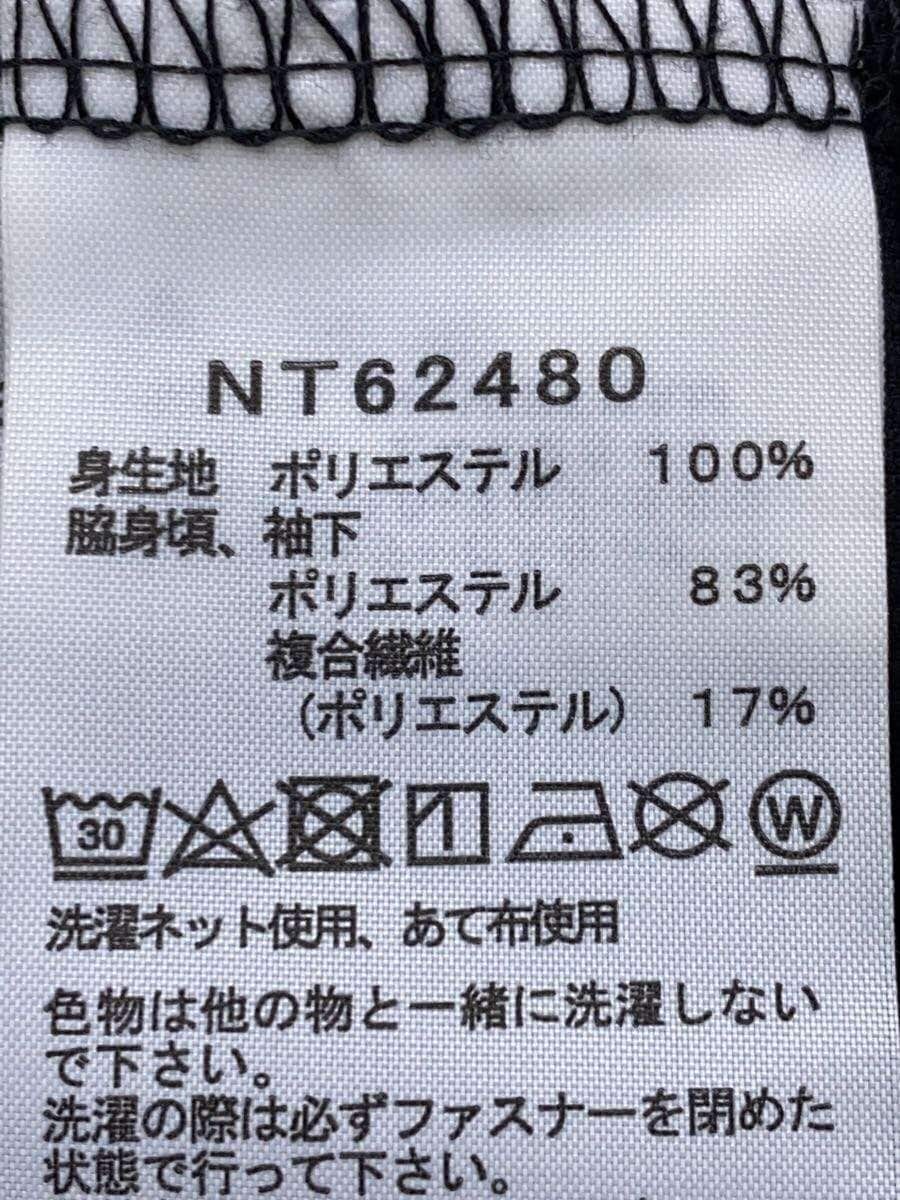 NT62480
身生地 ポリエステル 100%
脇身頃、袖下
ポリエステル 83%
複合繊維
(ポリエステル) 17%
30 W
洗濯ネット使用、あて布使用
色物は他の物と一緒に洗濯しない
で下さい。
洗濯の際は必ずファスナーを閉めた
状態で行って下さい。